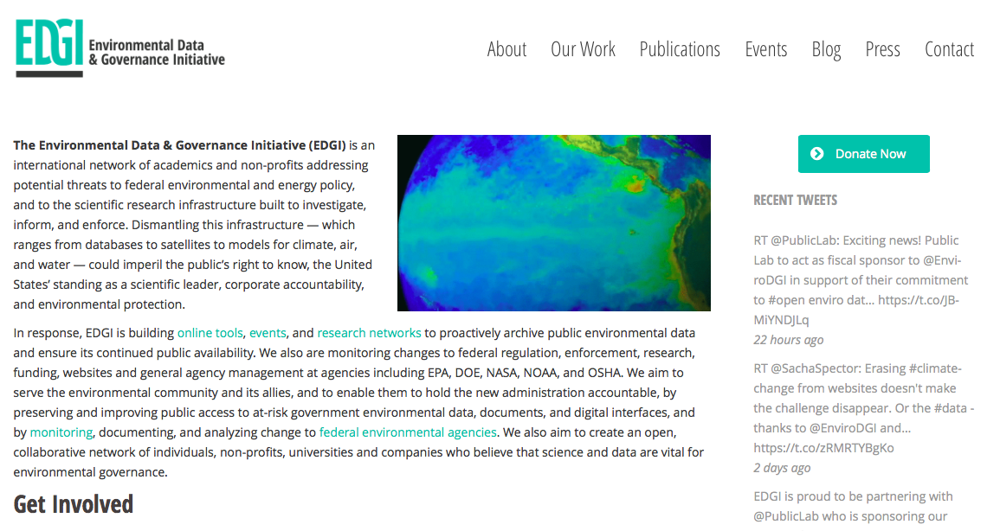 EDGI
Environmental Data
& Governance Initiative
About
Our Work
Publications
Events
Blog
Press
Contact
The Environmental Data & Governance Initiative (EDGI) is an
international network of academics and non-profits addressing
potential threats to federal environmental and energy policy,
and to the scientific research infrastructure built to investigate,
inform, and enforce. Dismantling this infrastructure — which
ranges from databases to satellites to models for climate, air,
and water — could imperil the public’s right to know, the United
States’ standing as a scientific leader, corporate accountability,
and environmental protection.
In response, EDGI is building online tools, events, and research networks to proactively archive public environmental data
and ensure its continued public availability. We also are monitoring changes to federal regulation, enforcement, research,
funding, websites and general agency management at agencies including EPA, DOE, NASA, NOAA, and OSHA. We aim to
serve the environmental community and its allies, and to enable them to hold the new administration accountable, by
preserving and improving public access to at-risk government environmental data, documents, and digital interfaces, and
by monitoring, documenting, and analyzing change to federal environmental agencies. We also aim to create an open,
collaborative network of individuals, non-profits, universities and companies who believe that science and data are vital for
environmental governance.
Get Involved
Donate Now
RECENT TWEETS
RT @PublicLab: Exciting news! Public
Lab to act as fiscal sponsor to @Envi-
roDGI in support of their commitment
to #open enviro dat... https://t.co/JB-
MiYNDJLq
22 hours ago
RT @SachaSpector: Erasing #climate-
change from websites doesn't make
the challenge disappear. Or the #data -
thanks to @EnviroDGI and...
https://t.co/zRMRTYBgKo
2 days ago
EDGI is proud to be partnering with
@PublicLab who is sponsoring our